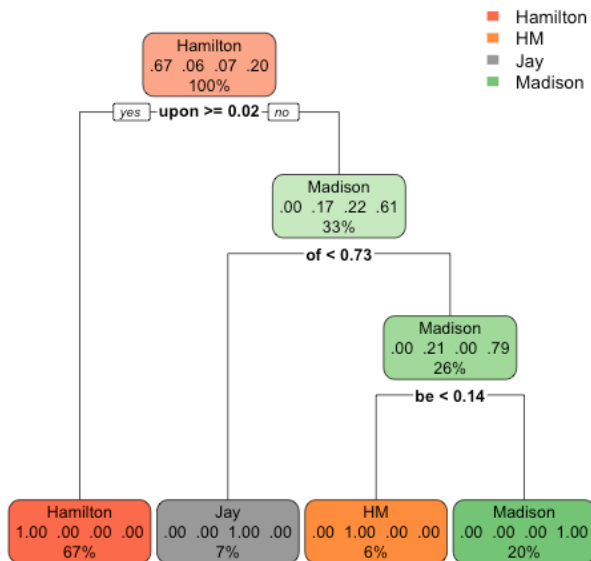 Hamilton
HM
Jay
Madison
Hamilton
.67 .06 .07 .20
100%
yes upon >= 0.02 no
Madison
.00 .17 .22 .61
33%
of < 0.73
Madison
.00 .21 .00 .79
26%
be < 0.14
Hamilton
1.00 .00 .00 .00
67%
Jay
.00 .00 1.00 .00
7%
HM
.00 1.00 .00 .00
6%
Madison
.00 .00 .00 1.00
20%